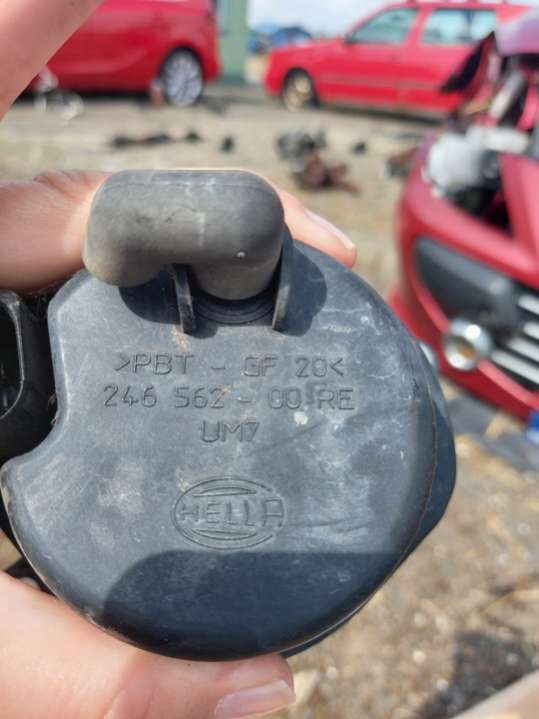 >PBT - GF 20<
246 562 - 00 RE
UM7
HELLA